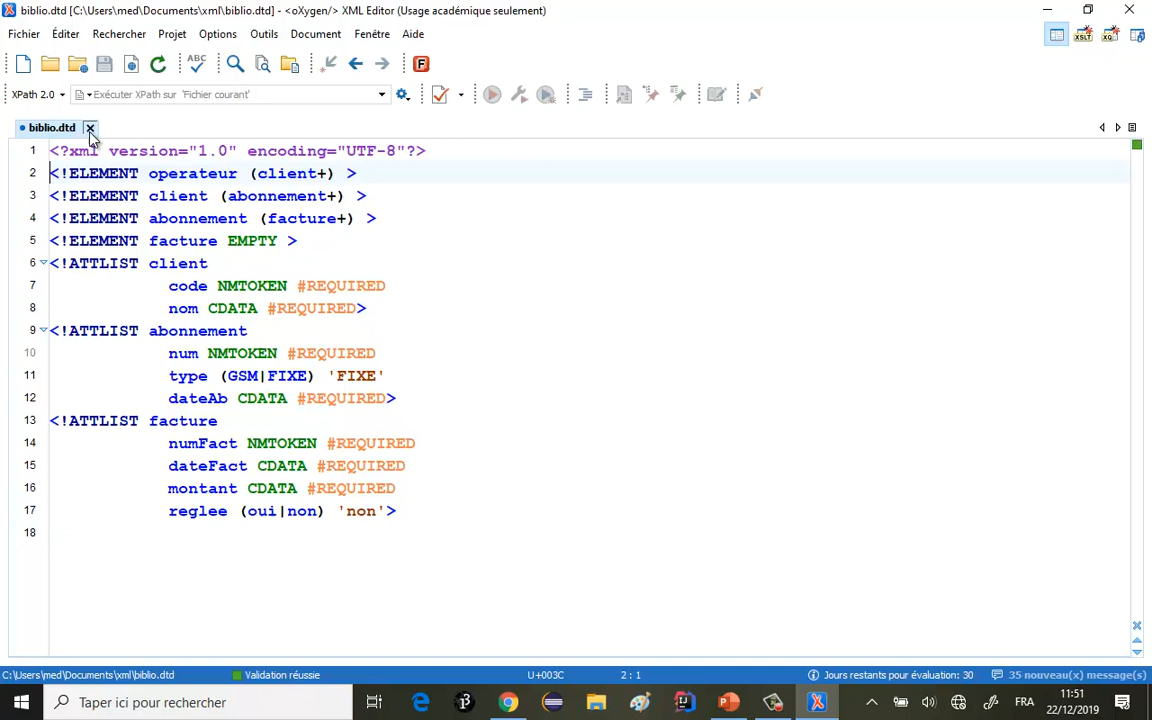 biblio.dtd [C:\Users\med\Documents\xml\biblio.dtd] - <oXygen/> XML Editor (Usage académique seulement)
Fichier Éditer Rechercher Projet Options Outils Document Fenêtre Aide
ABC
XSLT XQ
F
XPath 2.0 Exécuter XPath sur 'Fichier courant'
biblio.dtd
1 <?xml version="1.0" encoding="UTF-8"?>
2 <!ELEMENT operateur (client+) >
3 <!ELEMENT client (abonnement+) >
4 <!ELEMENT abonnement (facture+) >
5 <!ELEMENT facture EMPTY >
6 <!ATTLIST client
7 code NMTOKEN #REQUIRED
8 nom CDATA #REQUIRED>
9 <!ATTLIST abonnement
10 num NMTOKEN #REQUIRED
11 type (GSM|FIXE) 'FIXE'
12 dateAb CDATA #REQUIRED>
13 <!ATTLIST facture
14 numFact NMTOKEN #REQUIRED
15 dateFact CDATA #REQUIRED
16 montant CDATA #REQUIRED
17 reglee (oui|non) 'non'>
18
C:\Users\med\Documents\xml\biblio.dtd Validation réussie U+003C 2 : 1 Jours restants pour évaluation: 30 35 nouveau(x) message(s)
Taper ici pour rechercher FRA 11:51
22/12/2019